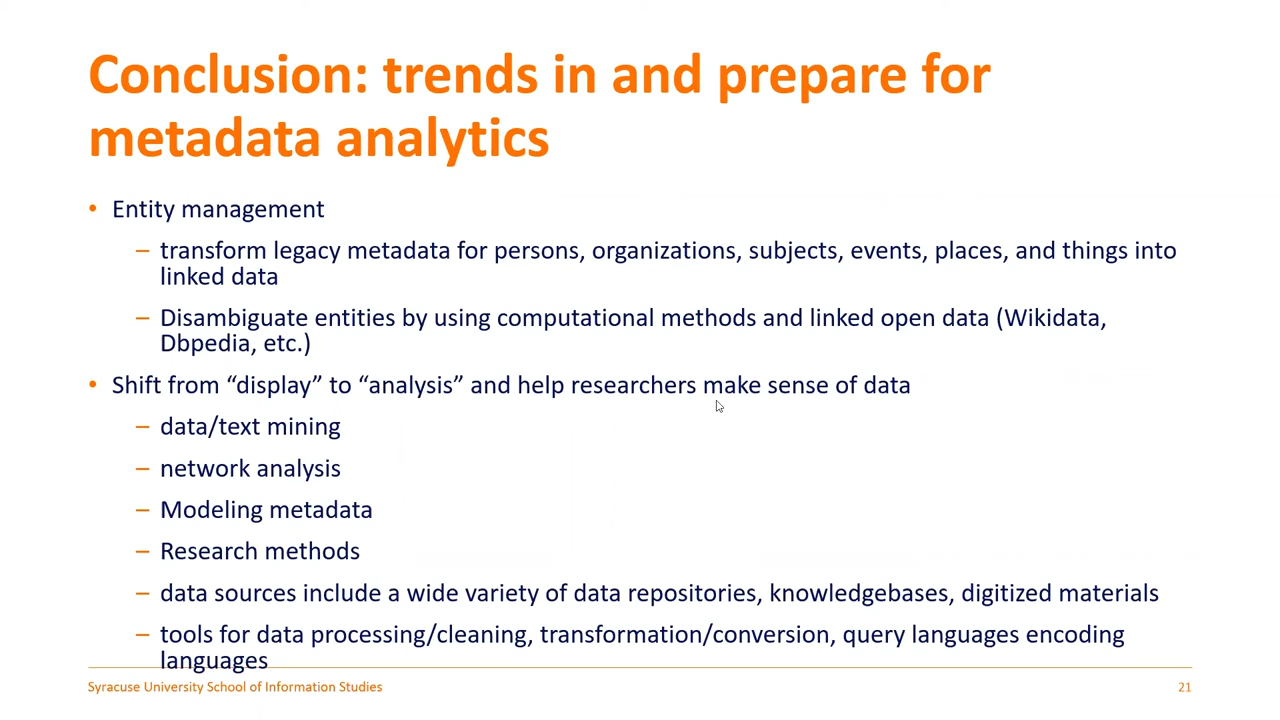 Conclusion: trends in and prepare for
metadata analytics
• Entity management
– transform legacy metadata for persons, organizations, subjects, events, places, and things into
linked data
– Disambiguate entities by using computational methods and linked open data (Wikidata,
Dbpedia, etc.)
• Shift from “display” to “analysis” and help researchers make sense of data
– data/text mining
– network analysis
– Modeling metadata
– Research methods
– data sources include a wide variety of data repositories, knowledgebases, digitized materials
– tools for data processing/cleaning, transformation/conversion, query languages encoding
languages
Syracuse University School of Information Studies
21